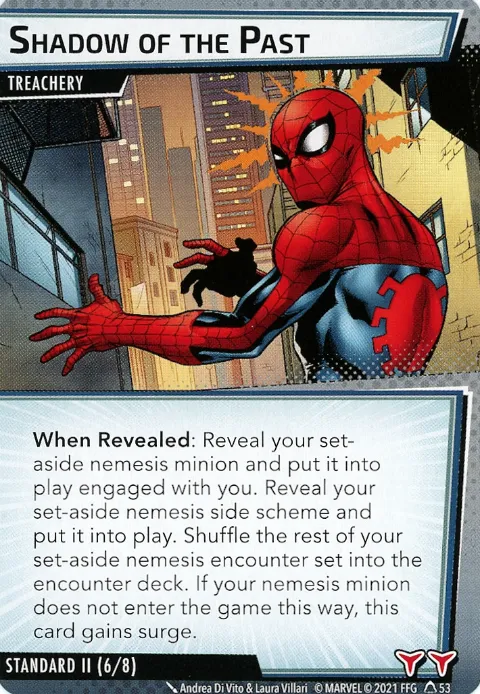 SHADOW OF THE PAST
TREACHERY
When Revealed: Reveal your set-
aside nemesis minion and put it into
play engaged with you. Reveal your
set-aside nemesis side scheme and
put it into play. Shuffle the rest of your
set-aside nemesis encounter set into the
encounter deck. If your nemesis minion
does not enter the game this way, this
card gains surge.
STANDARD II (6/8)
Andrea Di Vito & Laura Villari © MARVEL © 2021 FFG 53